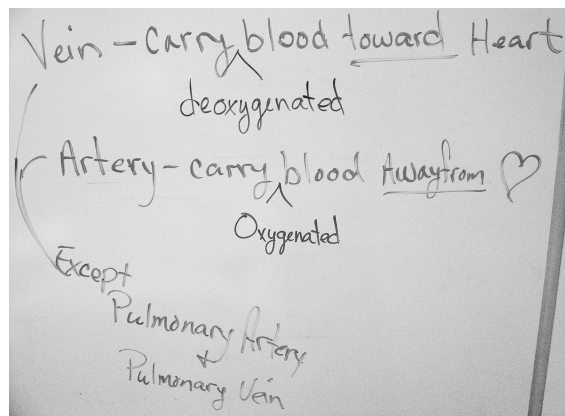 Vein - carry blood toward Heart
deoxygenated
Artery - carry blood Away from ♡
Oxygenated
Except
Pulmonary Artery
+
Pulmonary Vein